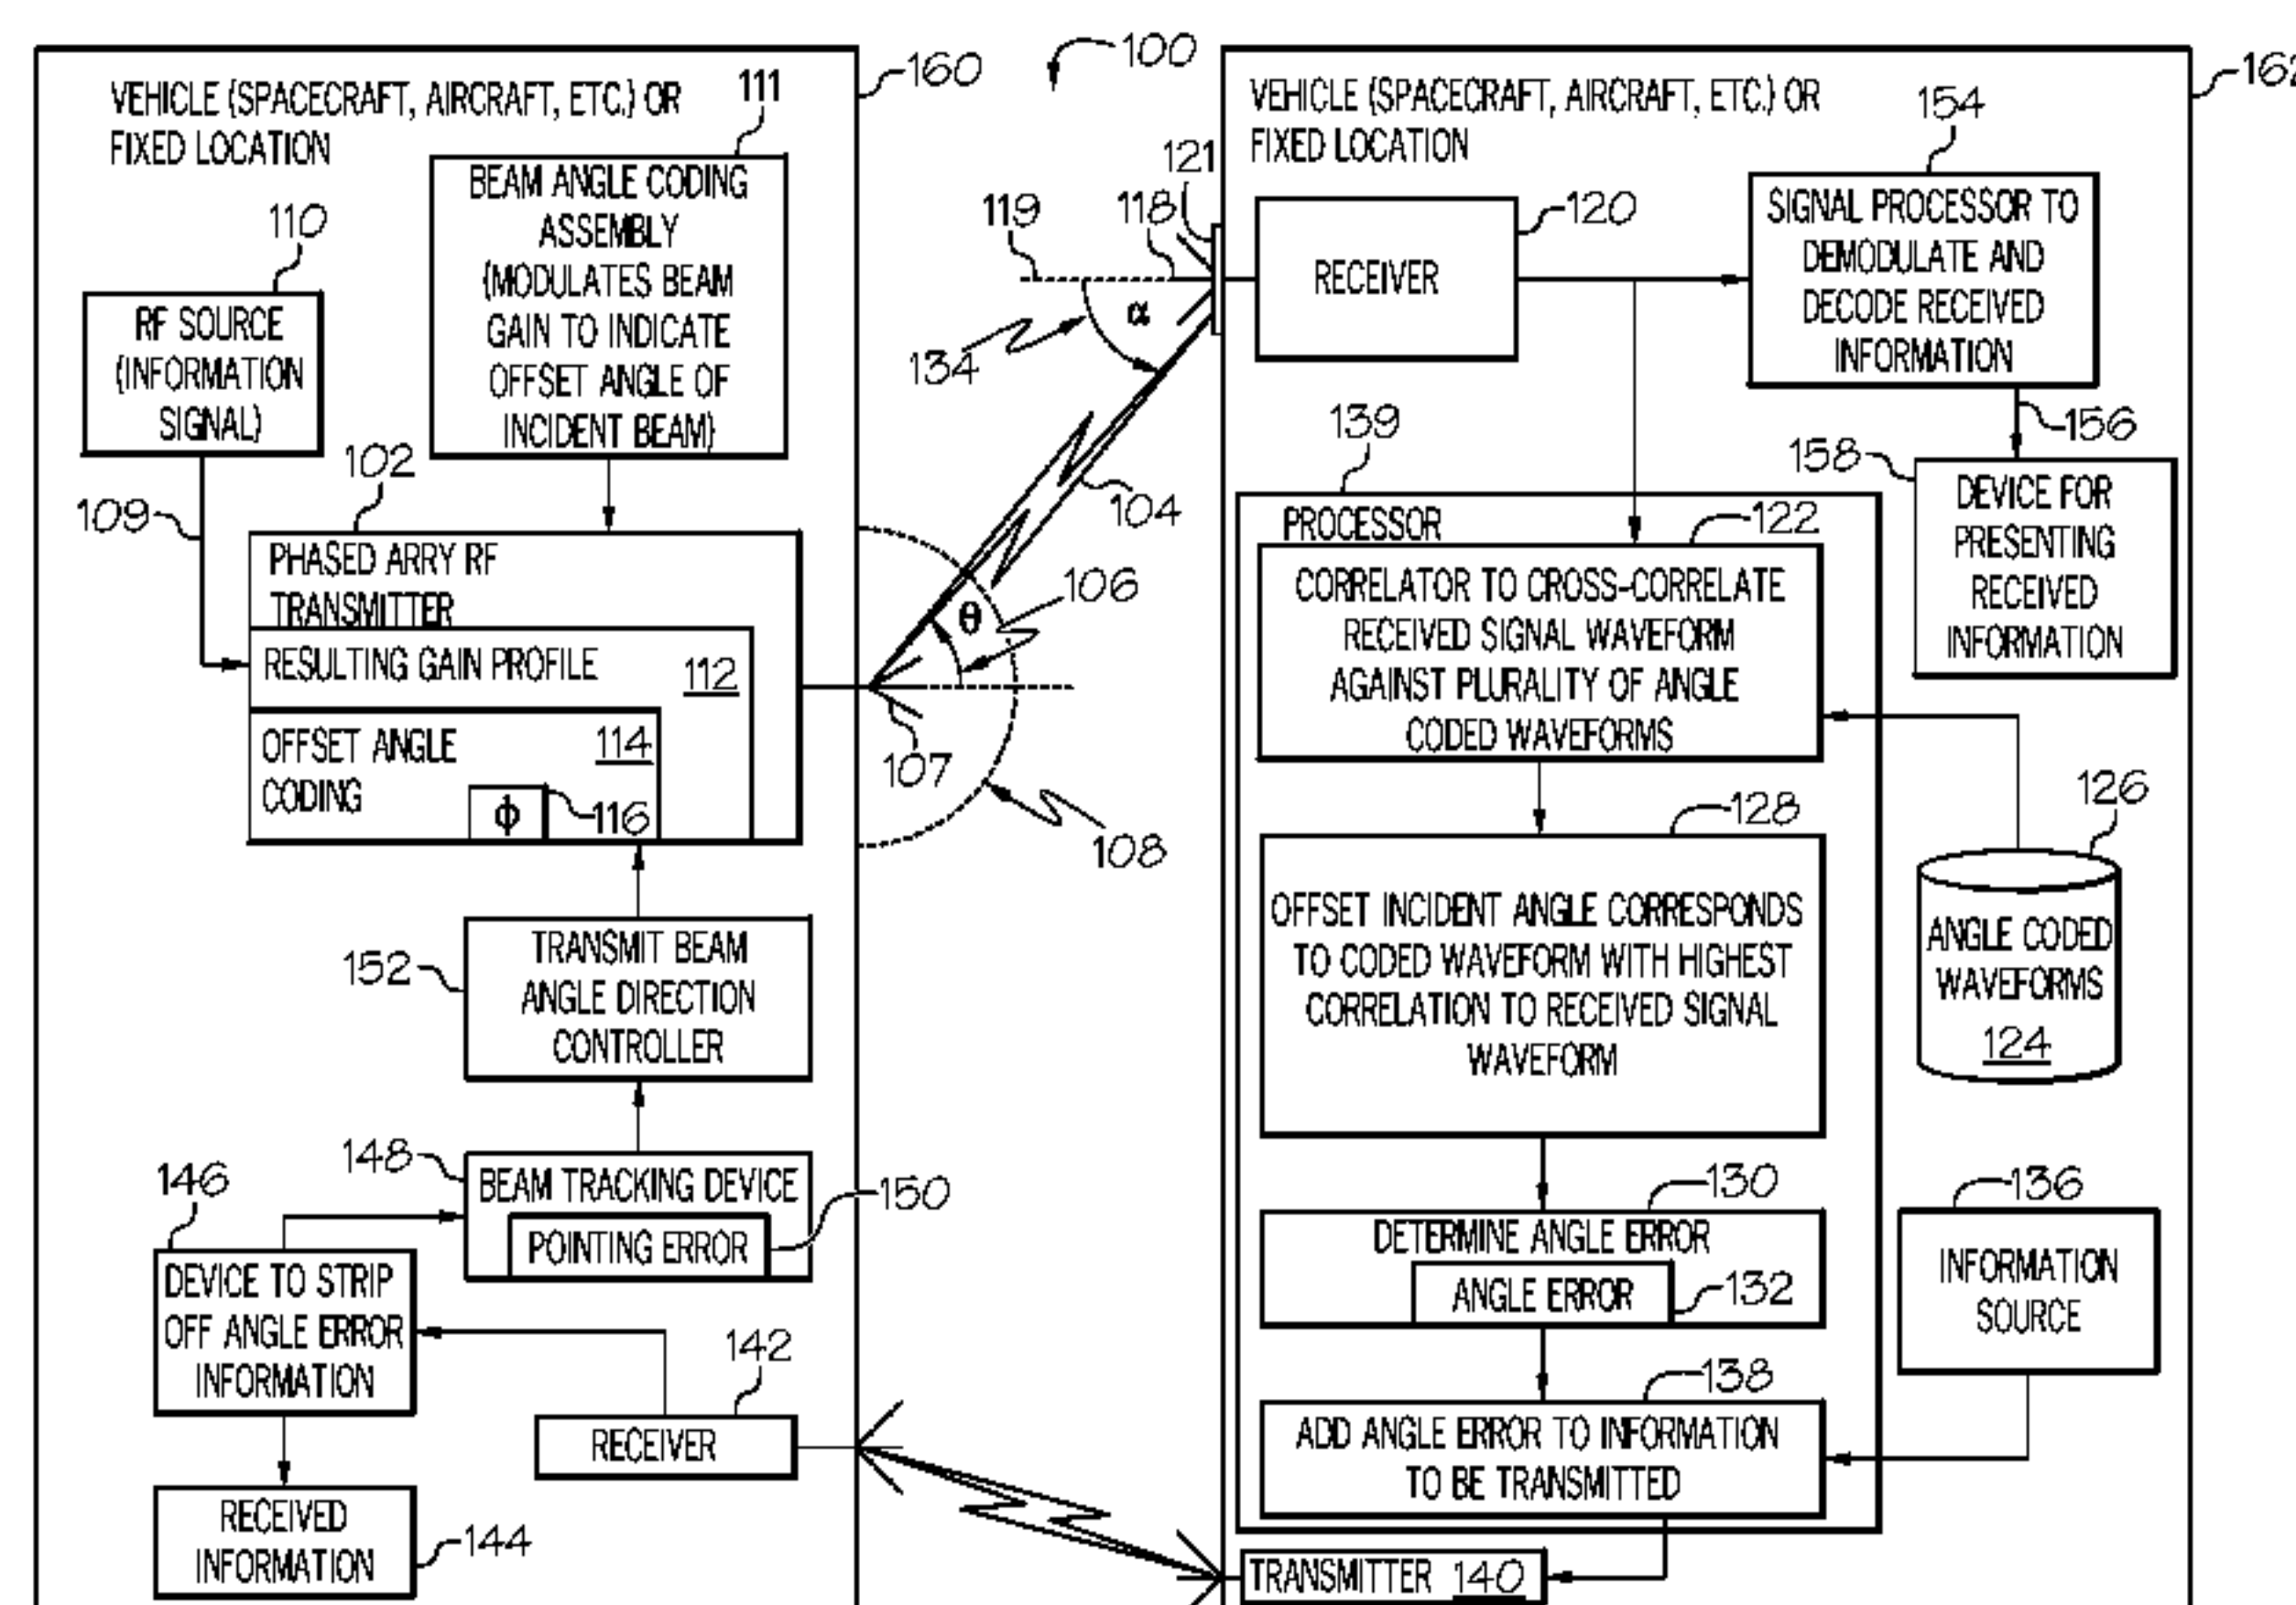 100
160
VEHICLE (SPACECRAFT, AIRCRAFT, ETC.) OR
FIXED LOCATION
111
BEAM ANGLE CODING
ASSEMBLY
(MODULATES BEAM
GAIN TO INDICATE
OFFSET ANGLE OF
INCIDENT BEAM)
110
RF SOURCE
(INFORMATION
SIGNAL)
109
102
PHASED ARRY RF
TRANSMITTER
RESULTING GAIN PROFILE
112
OFFSET ANGLE
CODING
114
ϕ
116
152
TRANSMIT BEAM
ANGLE DIRECTION
CONTROLLER
148
BEAM TRACKING DEVICE
POINTING ERROR
150
146
DEVICE TO STRIP
OFF ANGLE ERROR
INFORMATION
142
RECEIVER
RECEIVED
INFORMATION
144
119
118
121
α
134
104
106
θ
107
108
VEHICLE (SPACECRAFT, AIRCRAFT, ETC.) OR
FIXED LOCATION
RECEIVER
120
154
SIGNAL PROCESSOR TO
DEMODULATE AND
DECODE RECEIVED
INFORMATION
156
158
DEVICE FOR
PRESENTING
RECEIVED
INFORMATION
139
PROCESSOR
122
CORRELATOR TO CROSS-CORRELATE
RECEIVED SIGNAL WAVEFORM
AGAINST PLURALITY OF ANGLE
CODED WAVEFORMS
126
ANGLE CODED
WAVEFORMS
124
128
OFFSET INCIDENT ANGLE CORRESPONDS
TO CODED WAVEFORM WITH HIGHEST
CORRELATION TO RECEIVED SIGNAL
WAVEFORM
130
DETERMINE ANGLE ERROR
ANGLE ERROR
132
136
INFORMATION
SOURCE
138
ADD ANGLE ERROR TO INFORMATION
TO BE TRANSMITTED
TRANSMITTER 140